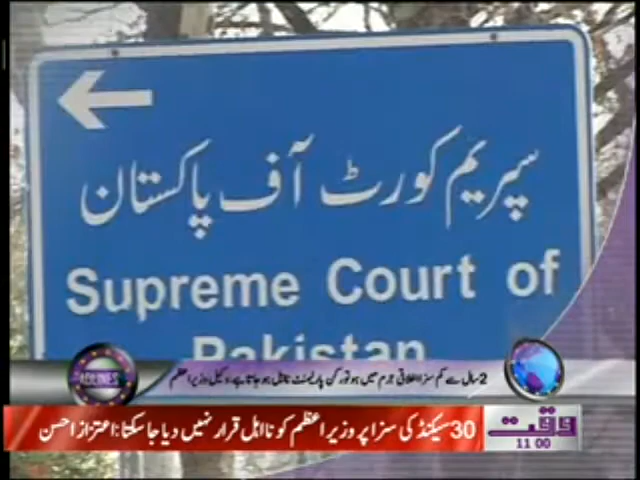 سپریم کورٹ آف پاکستان
Supreme Court of
Pakistan
ADLINES
2 سال سے کم سزا اخلاقی جرم میں ہو تو رکن پارلیمنٹ نااہل ہو جاتا ہے، وکیل وزیراعظم
30 سیکنڈ کی سزا پر وزیراعظم کو نااہل قرار نہیں دیا جا سکتا: اعتزاز احسن
وقت
11 00